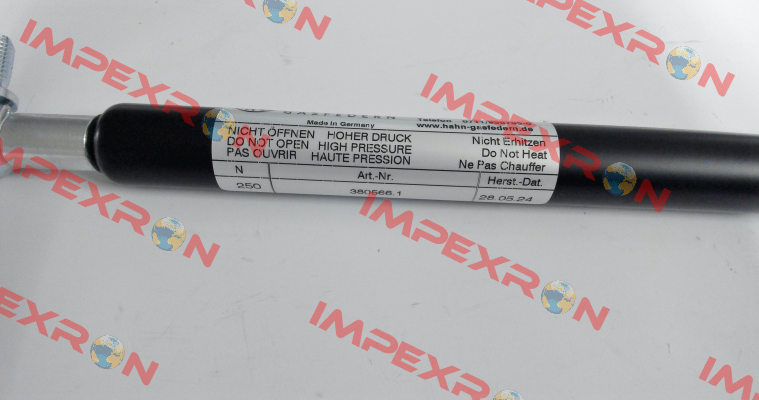 IMPEXRON
IMPEXRON
GASFEDERN
Made in Germany
www.hahn-gasfedern.de
NICHT ÖFFNEN HOHER DRUCK Nicht Erhitzen
DO NOT OPEN HIGH PRESSURE Do Not Heat
PAS OUVRIR HAUTE PRESSION Ne Pas Chauffer
N Art.-Nr. Herst.-Dat.
250 380566.1 28.05.24
IMPEXRON
IMPEXRON
IMPEXRON
IMPEXRON